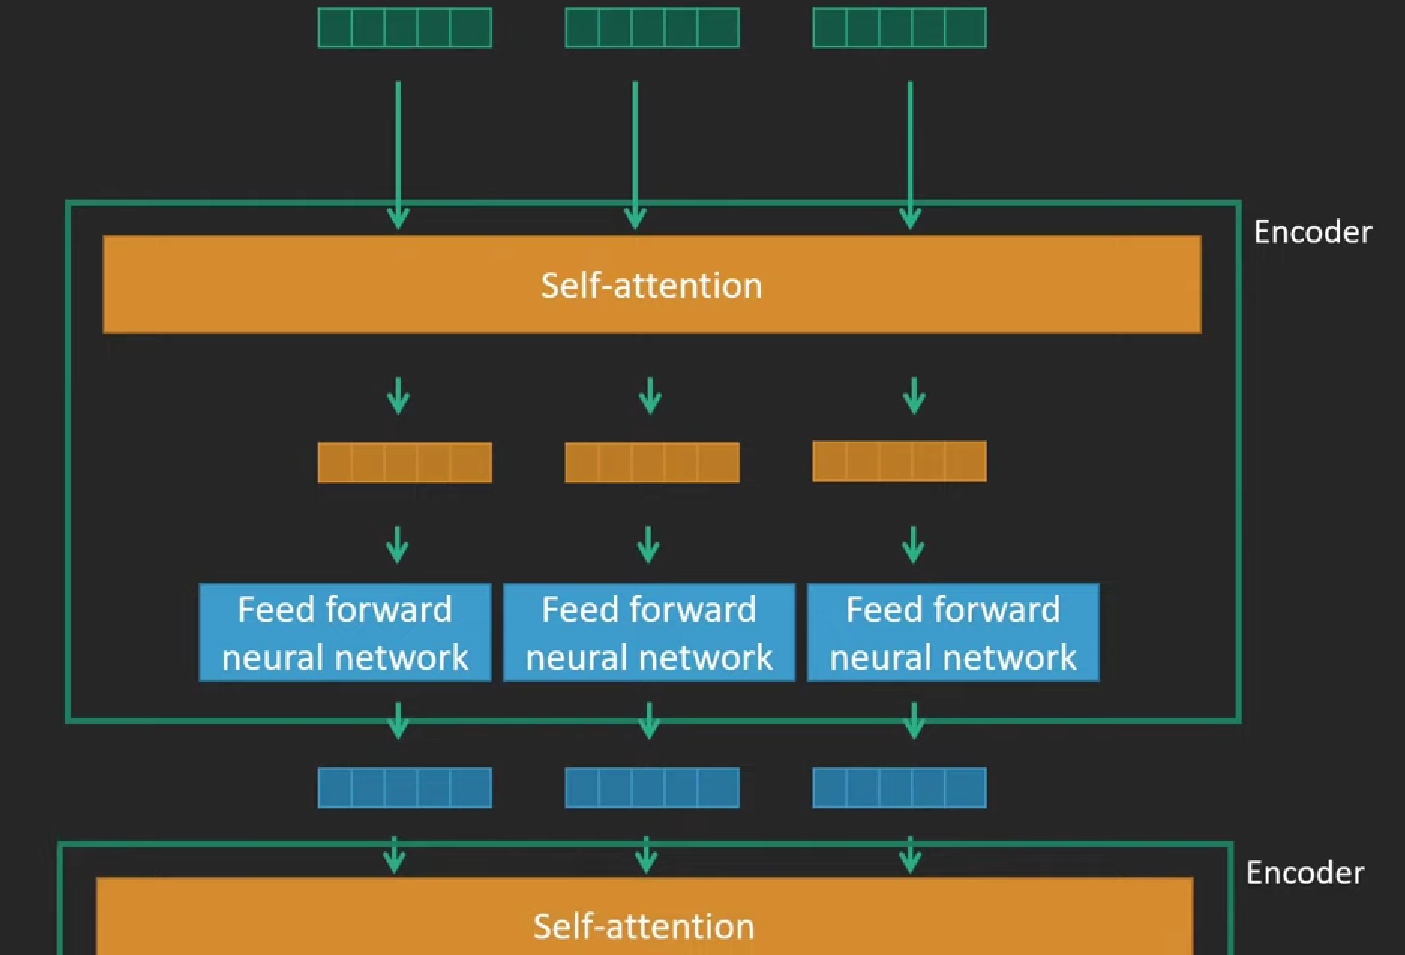 Encoder
Self-attention
Feed forward
neural network
Feed forward
neural network
Feed forward
neural network
Encoder
Self-attention